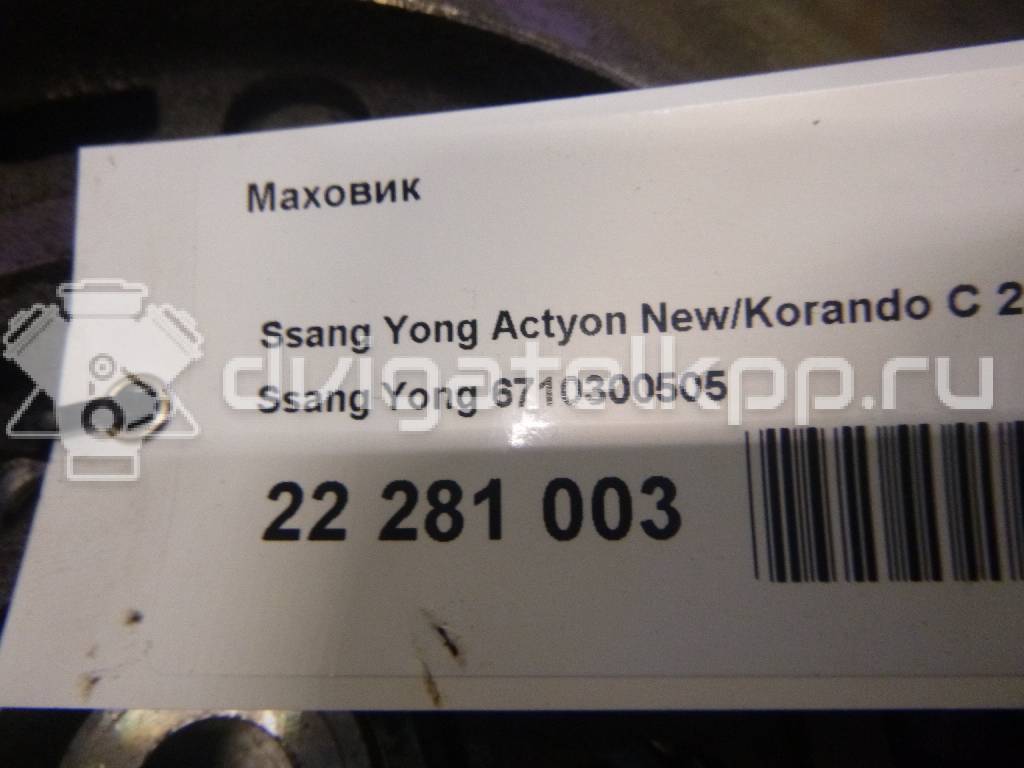 Маховик
Ssang Yong Actyon New/Korando C 2
Ssang Yong 6710300505
dvigatelkpp.ru
22 281 003